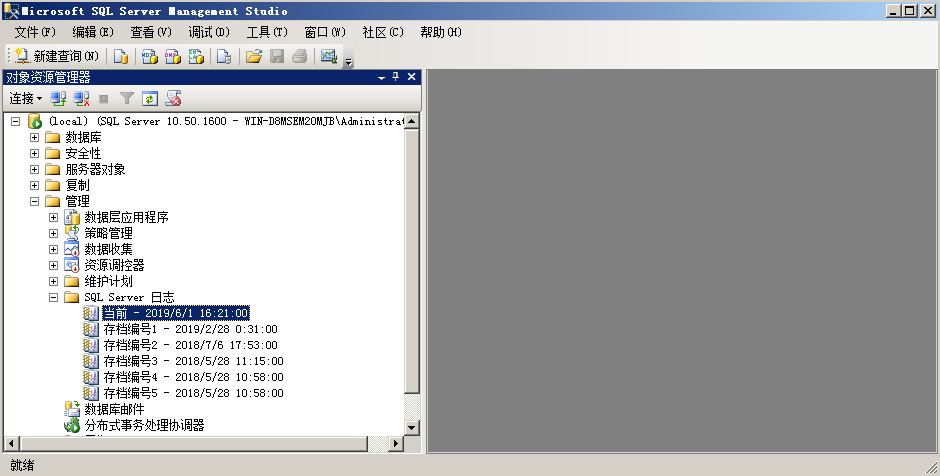 Microsoft SQL Server Management Studio
文件(F) 编辑(E) 查看(V) 调试(D) 工具(T) 窗口(W) 社区(C) 帮助(H)
新建查询(N)
对象资源管理器
连接
(local) (SQL Server 10.50.1600 - WIN-D8MSEM20MJB\Administrat
数据库
安全性
服务器对象
复制
管理
数据层应用程序
策略管理
数据收集
资源调控器
维护计划
SQL Server 日志
当前 - 2019/6/1 16:21:00
存档编号1 - 2019/2/28 0:31:00
存档编号2 - 2018/7/6 17:53:00
存档编号3 - 2018/5/28 11:15:00
存档编号4 - 2018/5/28 10:58:00
存档编号5 - 2018/5/28 10:58:00
数据库邮件
分布式事务处理协调器
就绪